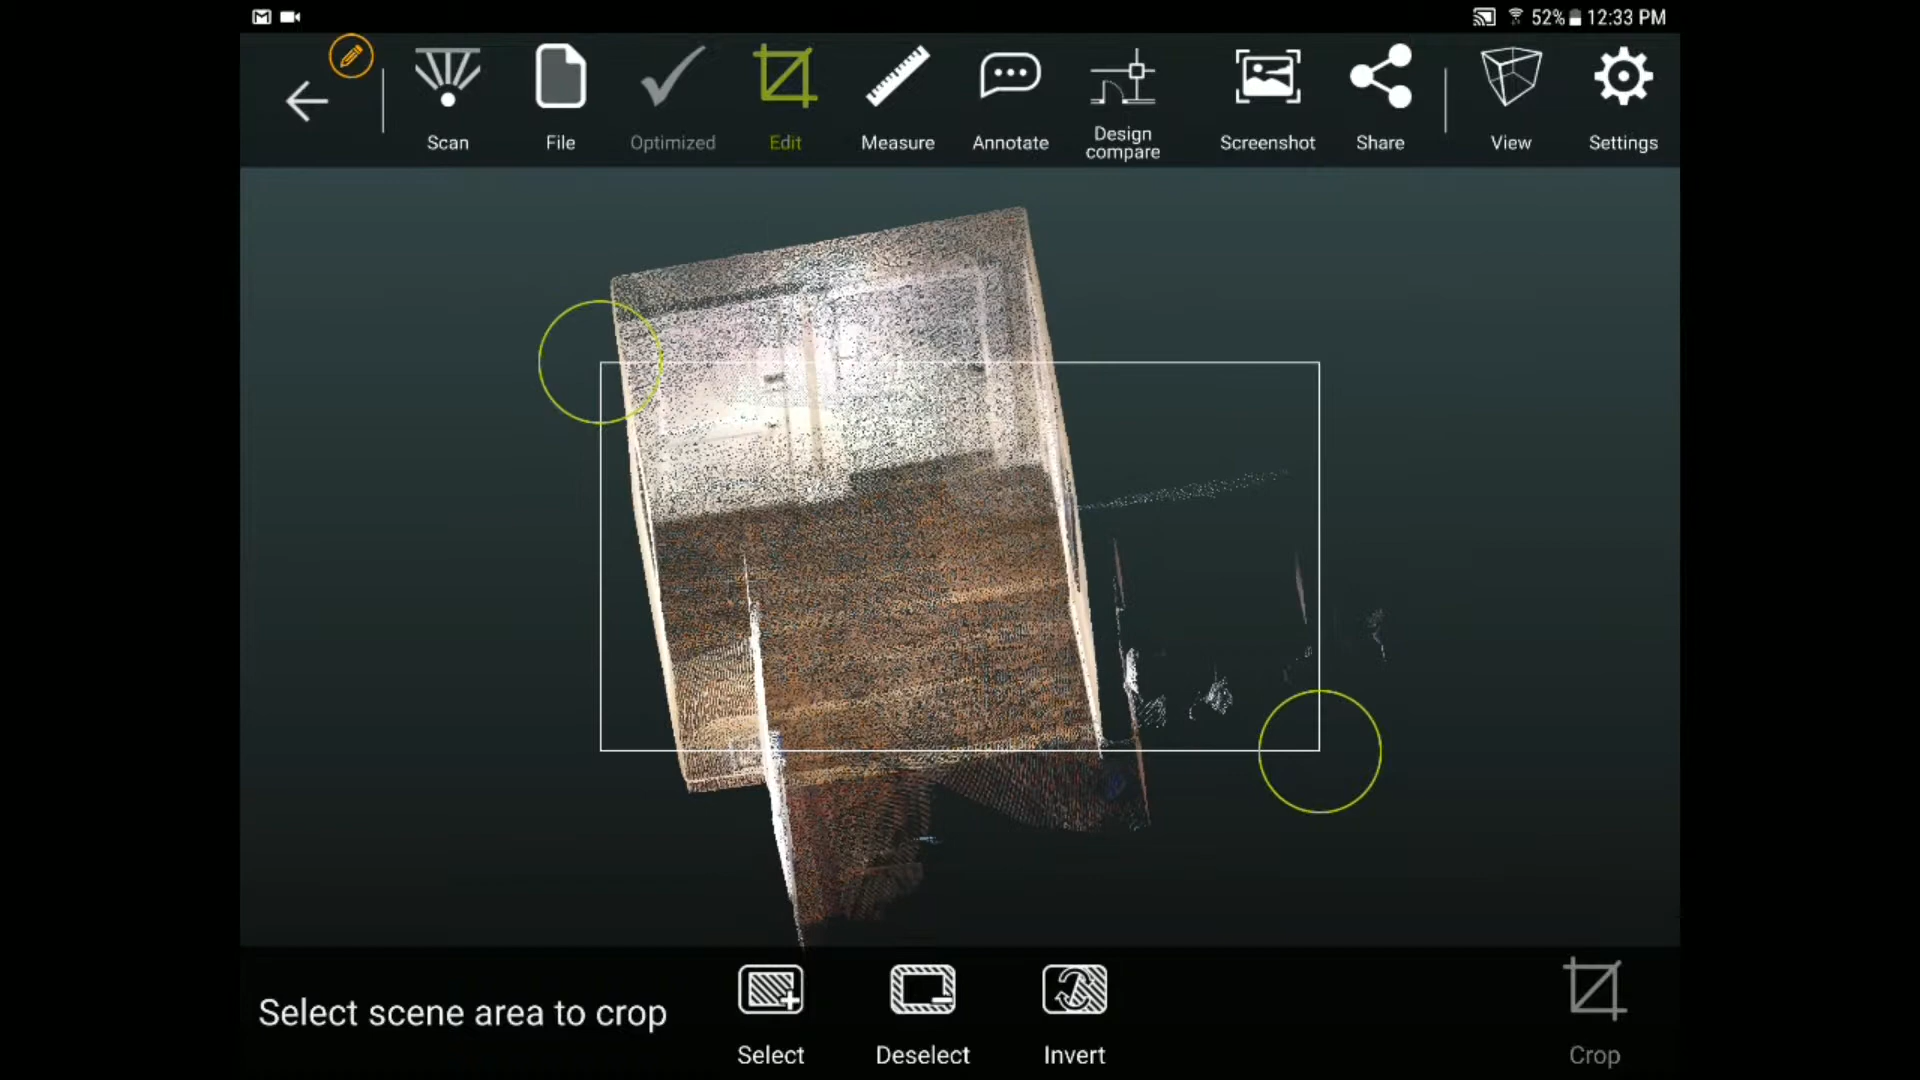 52% 12:33 PM
Scan
File
Optimized
Edit
Measure
Annotate
Design
compare
Screenshot
Share
View
Settings
Select scene area to crop
Select
Deselect
Invert
Crop